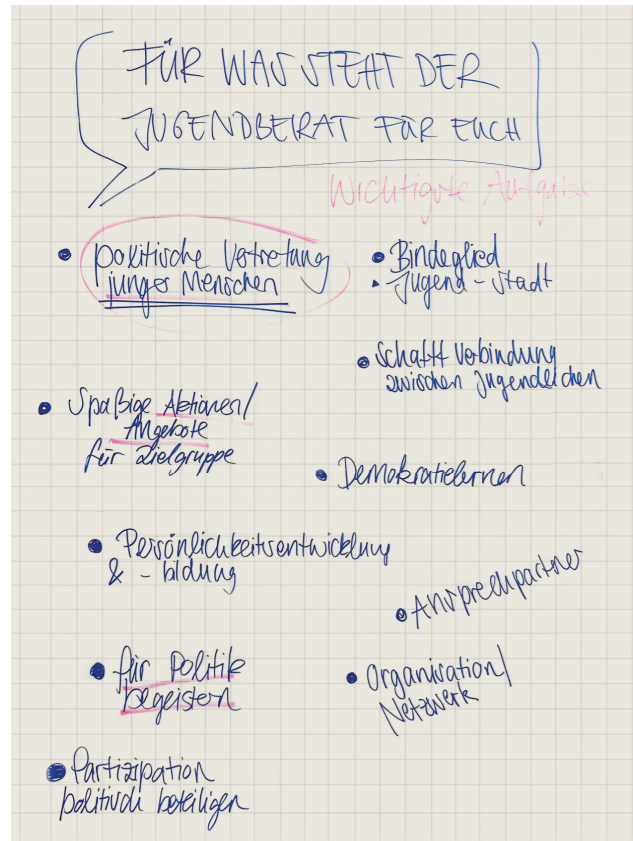 FÜR WAS STEHT DER
JUGENDBEIRAT FÜR EUCH
Wichtigste Aufgabe
• politische Vertretung
junger Menschen
• Bindeglied
• Jugend - Stadt
• Schafft Verbindung
zwischen Jugendlichen
• Spaßige Aktionen/
Angebote
für Zielgruppe
• Demokratielernen
• Persönlichkeitsentwicklung
& - bildung
• Ansprechpartner
• für Politik
begeistern
• Organisation/
Netzwerk
• Partizipation
politisch beteiligen